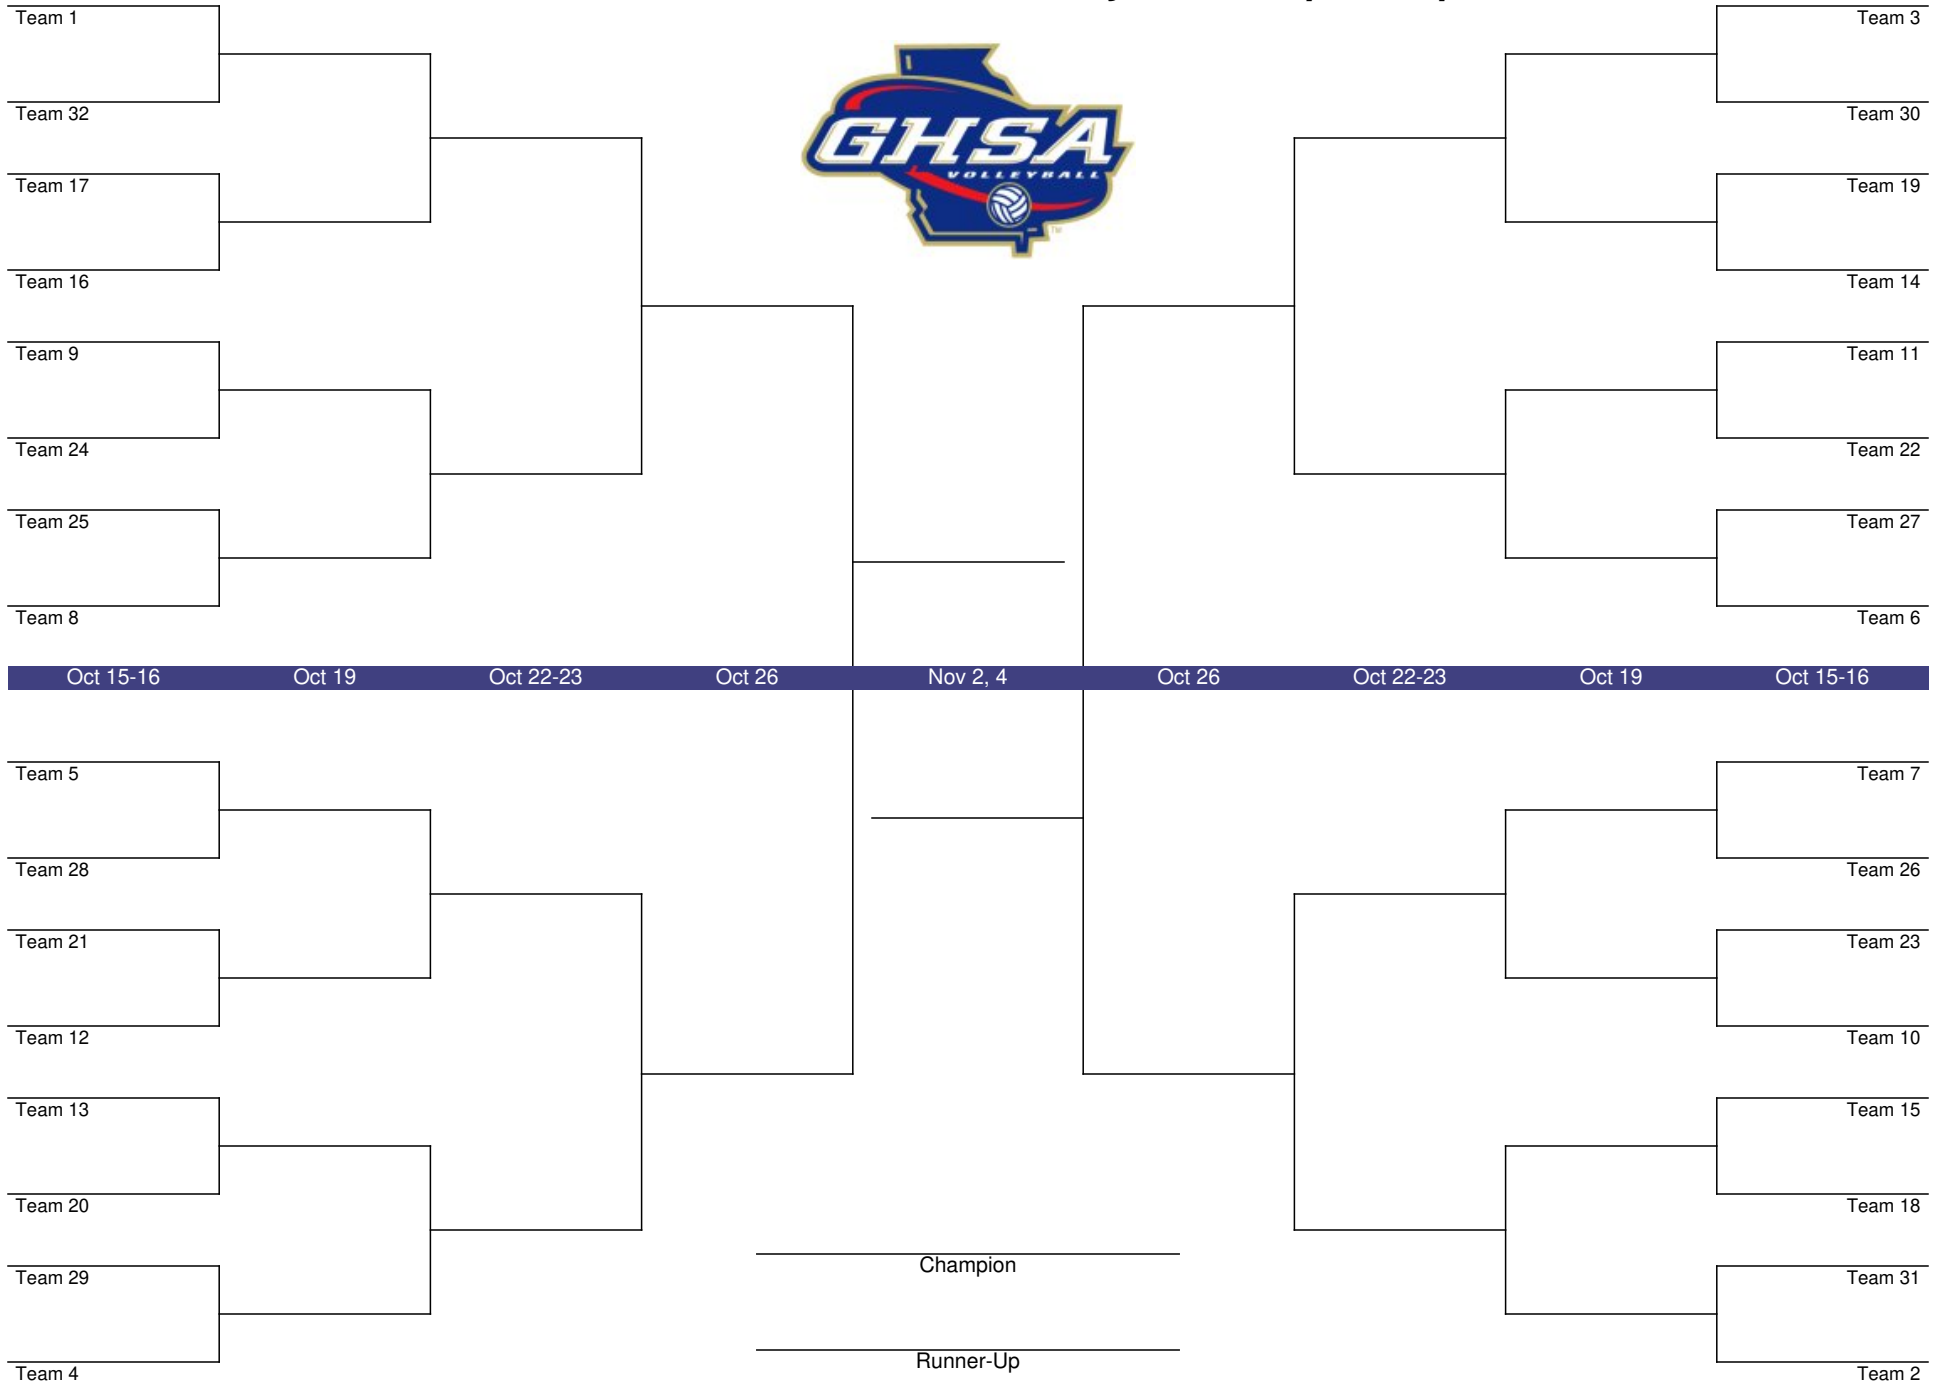 Team 1
Team 32
Team 17
Team 16
Team 9
Team 24
Team 25
Team 8
GHSA
VOLLEYBALL
TM
Team 3
Team 30
Team 19
Team 14
Team 11
Team 22
Team 27
Team 6
Oct 15-16 Oct 19 Oct 22-23 Oct 26 Nov 2, 4 Oct 26 Oct 22-23 Oct 19 Oct 15-16
Team 5
Team 28
Team 21
Team 12
Team 13
Team 20
Team 29
Team 4
Champion
Runner-Up
Team 7
Team 26
Team 23
Team 10
Team 15
Team 18
Team 31
Team 2